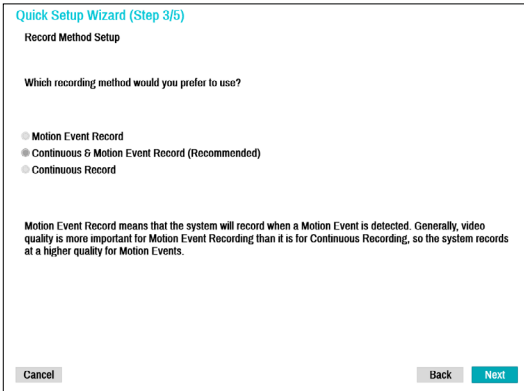 Quick Setup Wizard (Step 3/5)
Record Method Setup
Which recording method would you prefer to use?
Motion Event Record
Continuous & Motion Event Record (Recommended)
Continuous Record
Motion Event Record means that the system will record when a Motion Event is detected. Generally, video
quality is more important for Motion Event Recording than it is for Continuous Recording, so the system records
at a higher quality for Motion Events.
Cancel Back Next